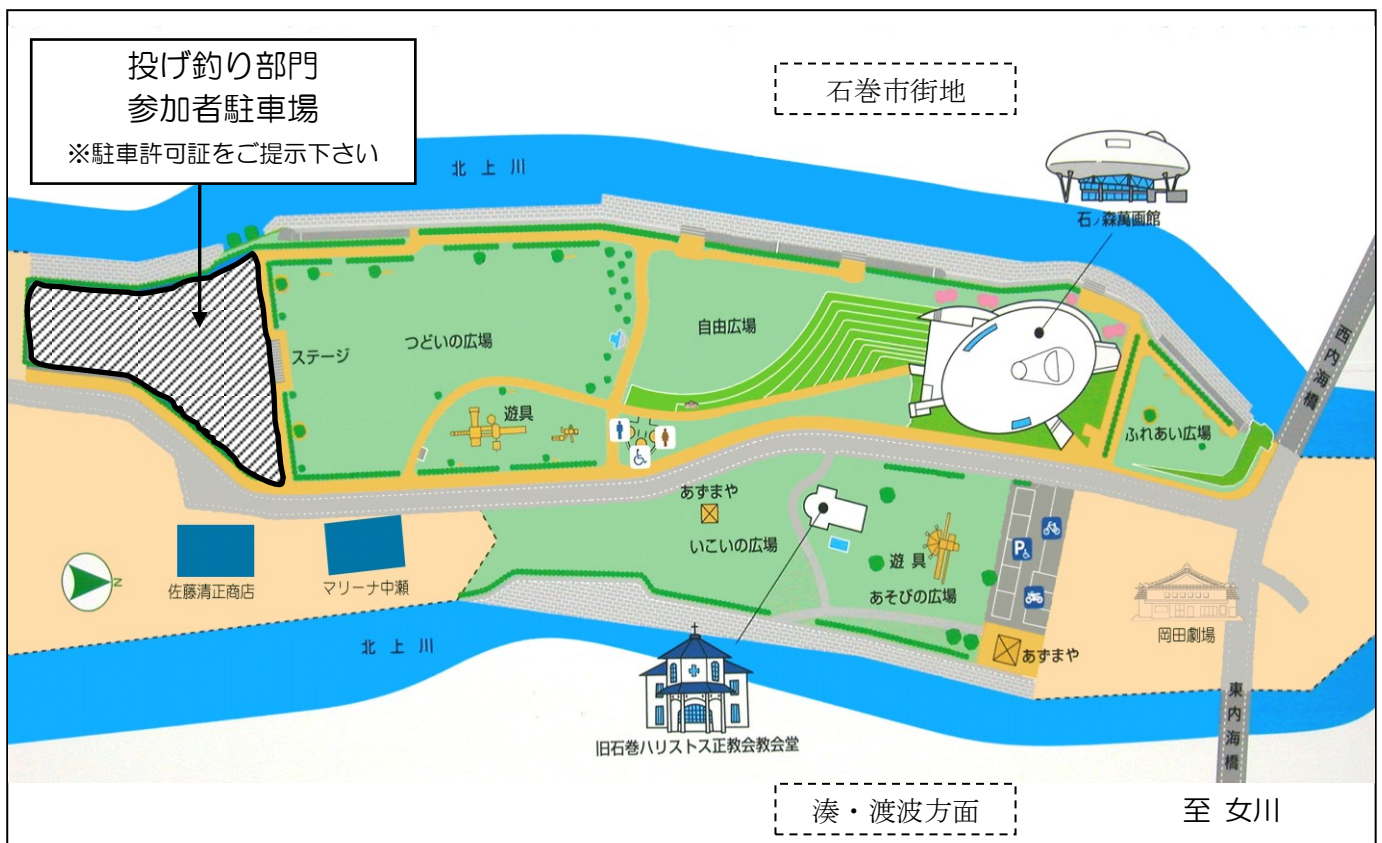 投げ釣り部門
参加者駐車場
※駐車許可証をご提示下さい
石巻市街地
北上川
石ノ森萬画館
西内海橋
自由広場
つどいの広場
ステージ
遊具
ふれあい広場
あずまや
いこいの広場
P
遊具
あそびの広場
N
佐藤清正商店
マリーナ中瀬
岡田劇場
北上川
あずまや
東内海橋
旧石巻ハリストス正教会教会堂
湊・渡波方面
至 女川